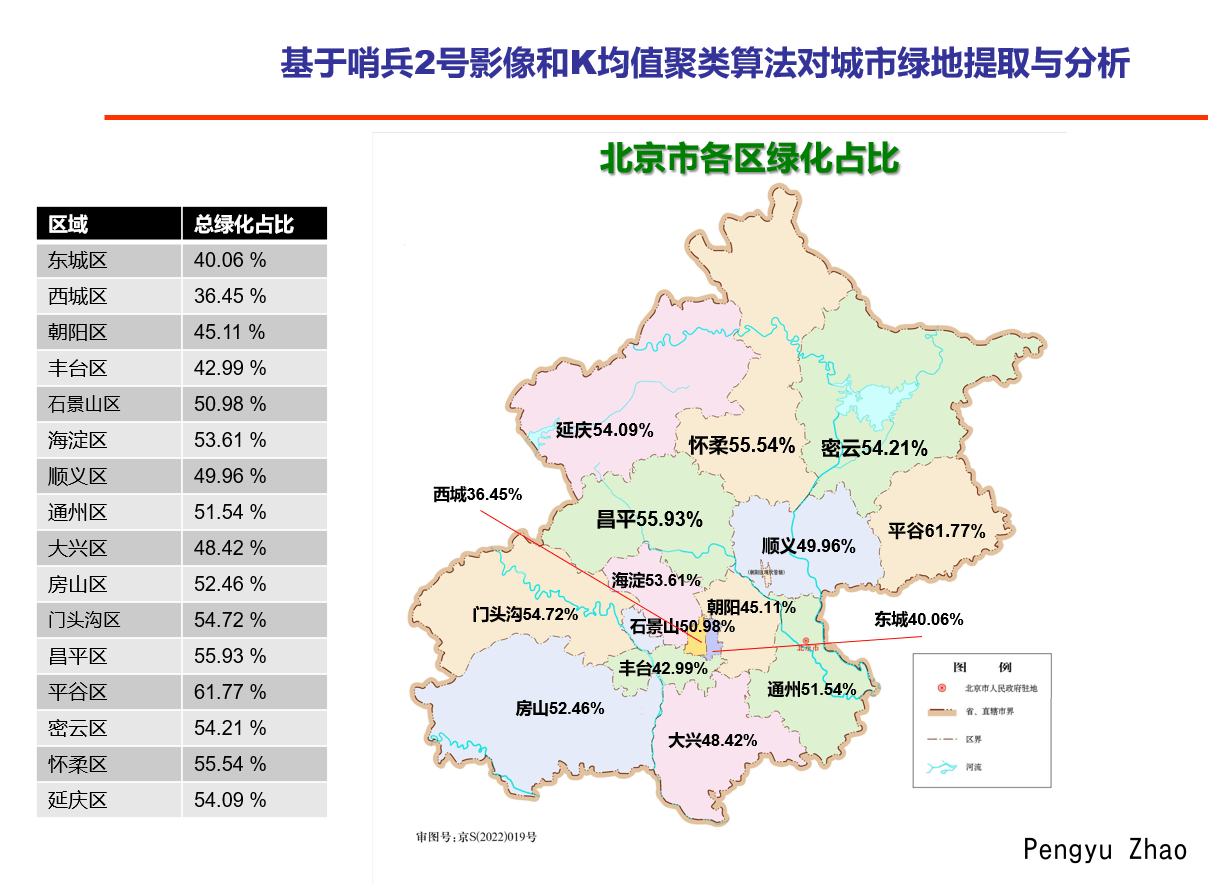 基于哨兵2号影像和K均值聚类算法对城市绿地提取与分析
北京市各区绿化占比
区域 总绿化占比
东城区 40.06 %
西城区 36.45 %
朝阳区 45.11 %
丰台区 42.99 %
石景山区 50.98 %
海淀区 53.61 %
顺义区 49.96 %
通州区 51.54 %
大兴区 48.42 %
房山区 52.46 %
门头沟区 54.72 %
昌平区 55.93 %
平谷区 61.77 %
密云区 54.21 %
怀柔区 55.54 %
延庆区 54.09 %
延庆54.09%
怀柔55.54%
密云54.21%
西城36.45%
昌平55.93%
平谷61.77%
顺义49.96%
海淀53.61%
朝阳45.11%
门头沟54.72%
石景山50.98%
东城40.06%
北京市
丰台42.99%
通州51.54%
房山52.46%
大兴48.42%
图 例
北京市人民政府驻地
省、直辖市界
区界
河流
审图号:京S(2022)019号
Pengyu Zhao